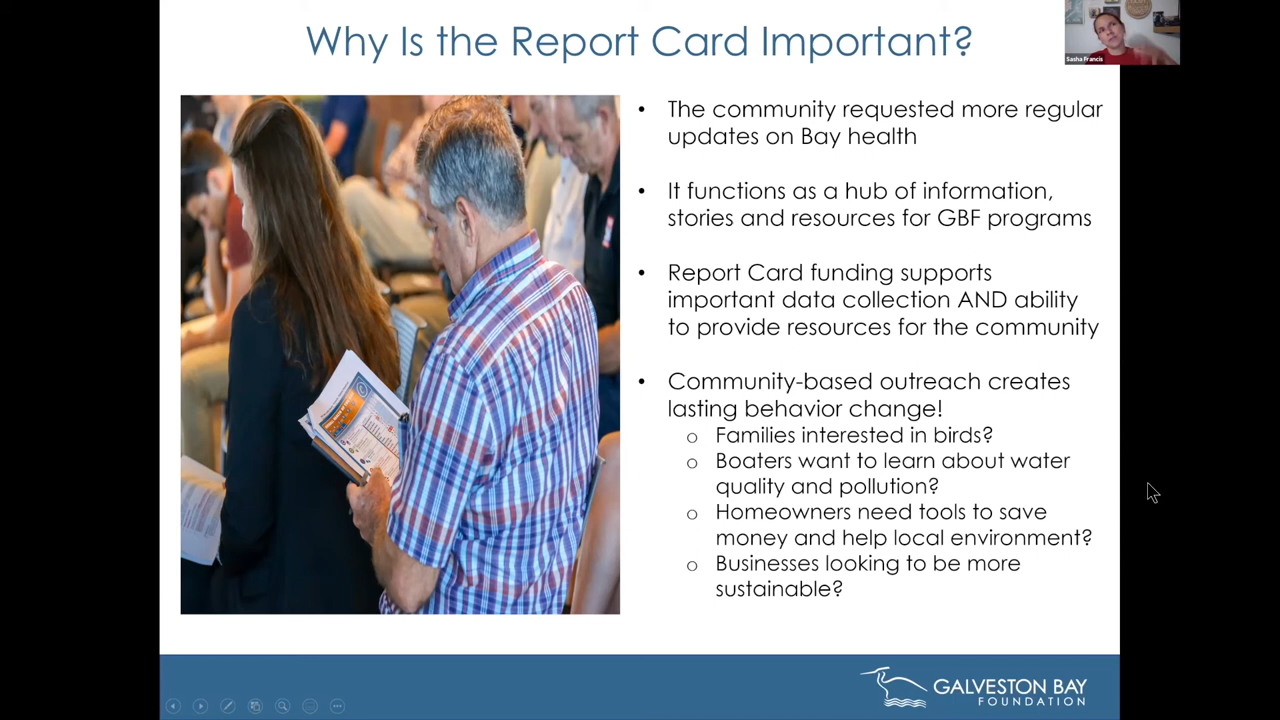 Why Is the Report Card Important?
Sasha Francis
• The community requested more regular
updates on Bay health
• It functions as a hub of information,
stories and resources for GBF programs
• Report Card funding supports
important data collection AND ability
to provide resources for the community
• Community-based outreach creates
lasting behavior change!
o Families interested in birds?
o Boaters want to learn about water
quality and pollution?
o Homeowners need tools to save
money and help local environment?
o Businesses looking to be more
sustainable?
GALVESTON BAY
FOUNDATION